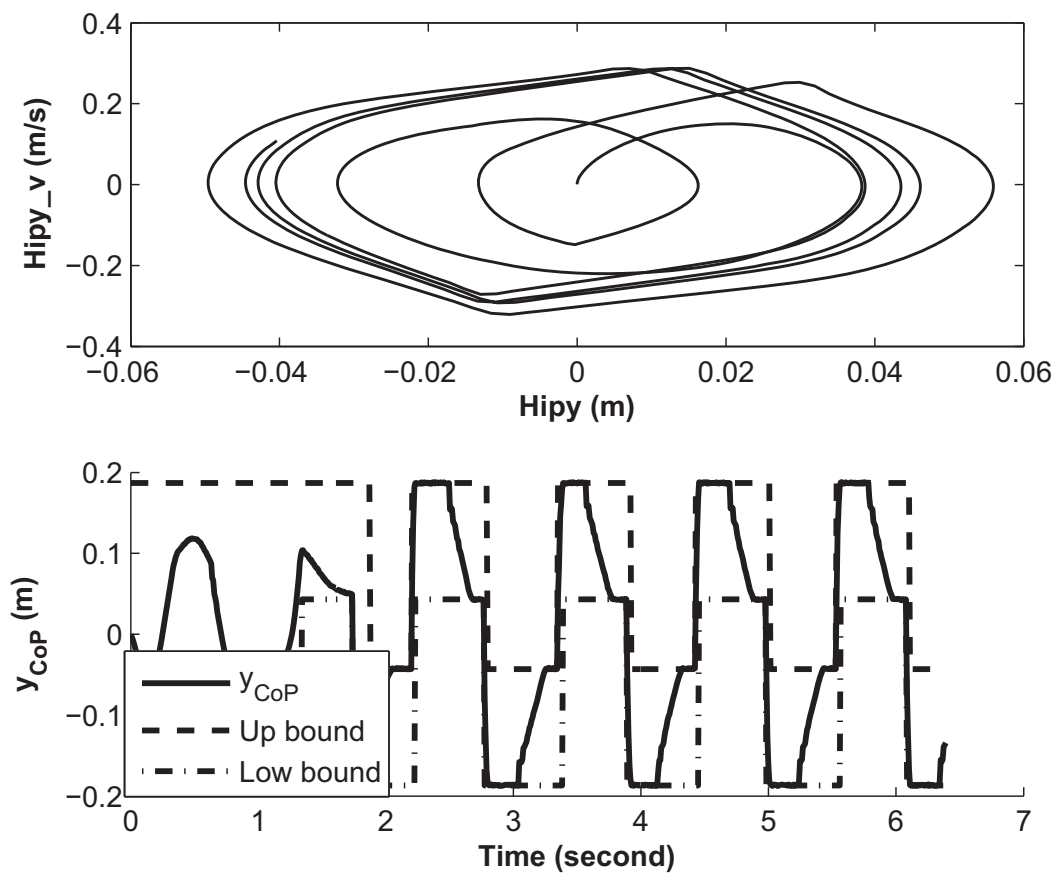 0.4
0.2
0
−0.2
−0.4
Hipy_v (m/s)
−0.06 −0.04 −0.02 0 0.02 0.04 0.06
Hipy (m)
0.2
0.1
0
−0.1
−0.2
y_CoP (m)
y_CoP
Up bound
Low bound
0 1 2 3 4 5 6 7
Time (second)